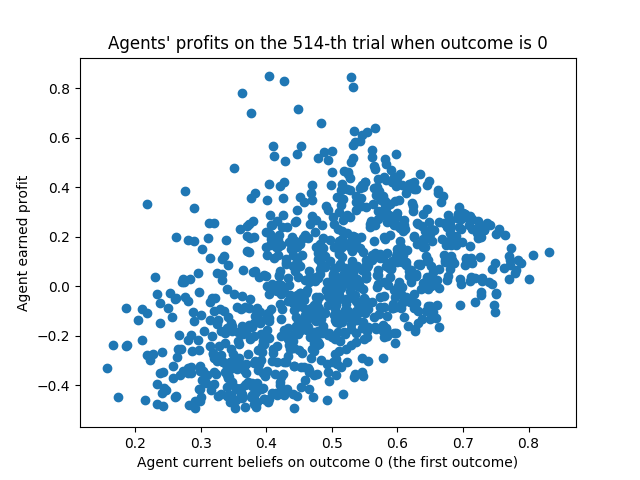 Agents' profits on the 514-th trial when outcome is 0
0.8
0.6
0.4
0.2
0.0
−0.2
−0.4
Agent earned profit
0.2 0.3 0.4 0.5 0.6 0.7 0.8
Agent current beliefs on outcome 0 (the first outcome)